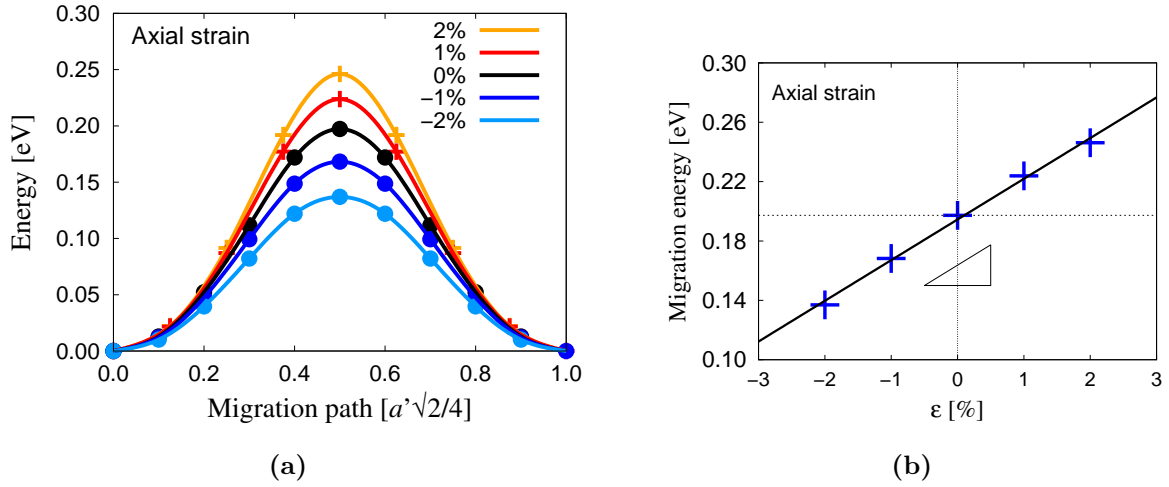 Axial strain
2%
1%
0%
−1%
−2%
Energy [eV]
0.30
0.25
0.20
0.15
0.10
0.05
0.00
0.0 0.2 0.4 0.6 0.8 1.0
Migration path [a’√2/4]
(a)
Axial strain
Migration energy [eV]
0.30
0.26
0.22
0.18
0.14
0.10
−3 −2 −1 0 1 2 3
ε [%]
(b)